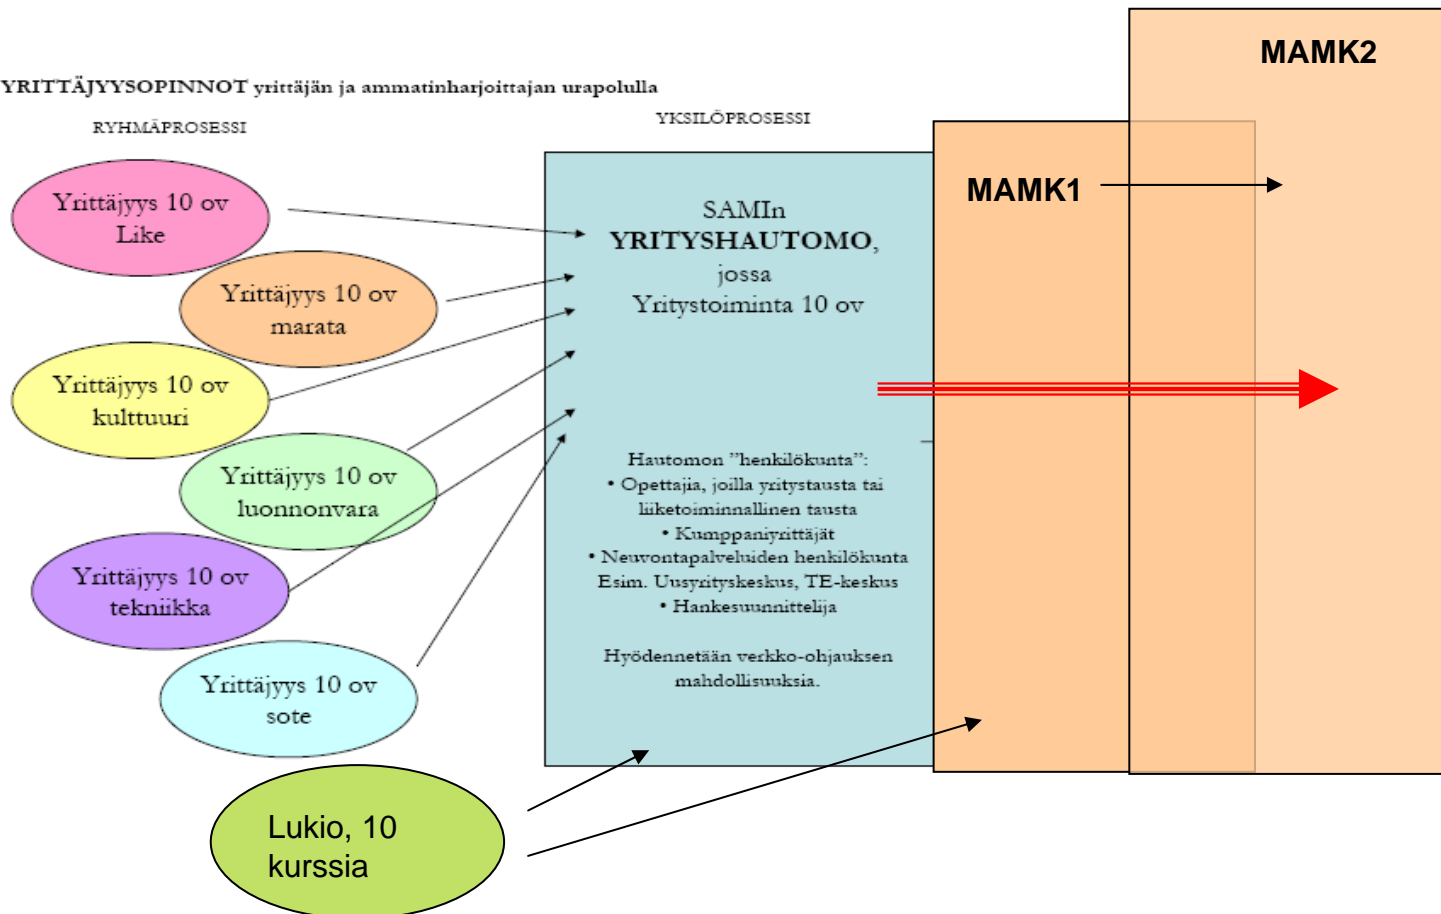 MAMK2
YRITTÄJYYSOPINNOT yrittäjän ja ammatinharjoittajan urapolulla
RYHMÄPROSESSI
YKSILÖPROSESSI
Yrittäjyys 10 ov
Like
Yrittäjyys 10 ov
marata
Yrittäjyys 10 ov
kulttuuri
Yrittäjyys 10 ov
luonnonvara
Yrittäjyys 10 ov
tekniikka
Yrittäjyys 10 ov
sote
Lukio, 10
kurssia
SAMIn
YRITYSHAUTOMO,
jossa
Yritystoiminta 10 ov
Hautomon ”henkilökunta”:
• Opettajia, joilla yritystausta tai
liiketoiminnallinen tausta
• Kumppaniyrittäjät
• Neuvontapalveluiden henkilökunta
Esim. Uusyrityskeskus, TE-keskus
• Hankesuunnittelija
Hyödennetään verkko-ohjauksen
mahdollisuuksia.
MAMK1